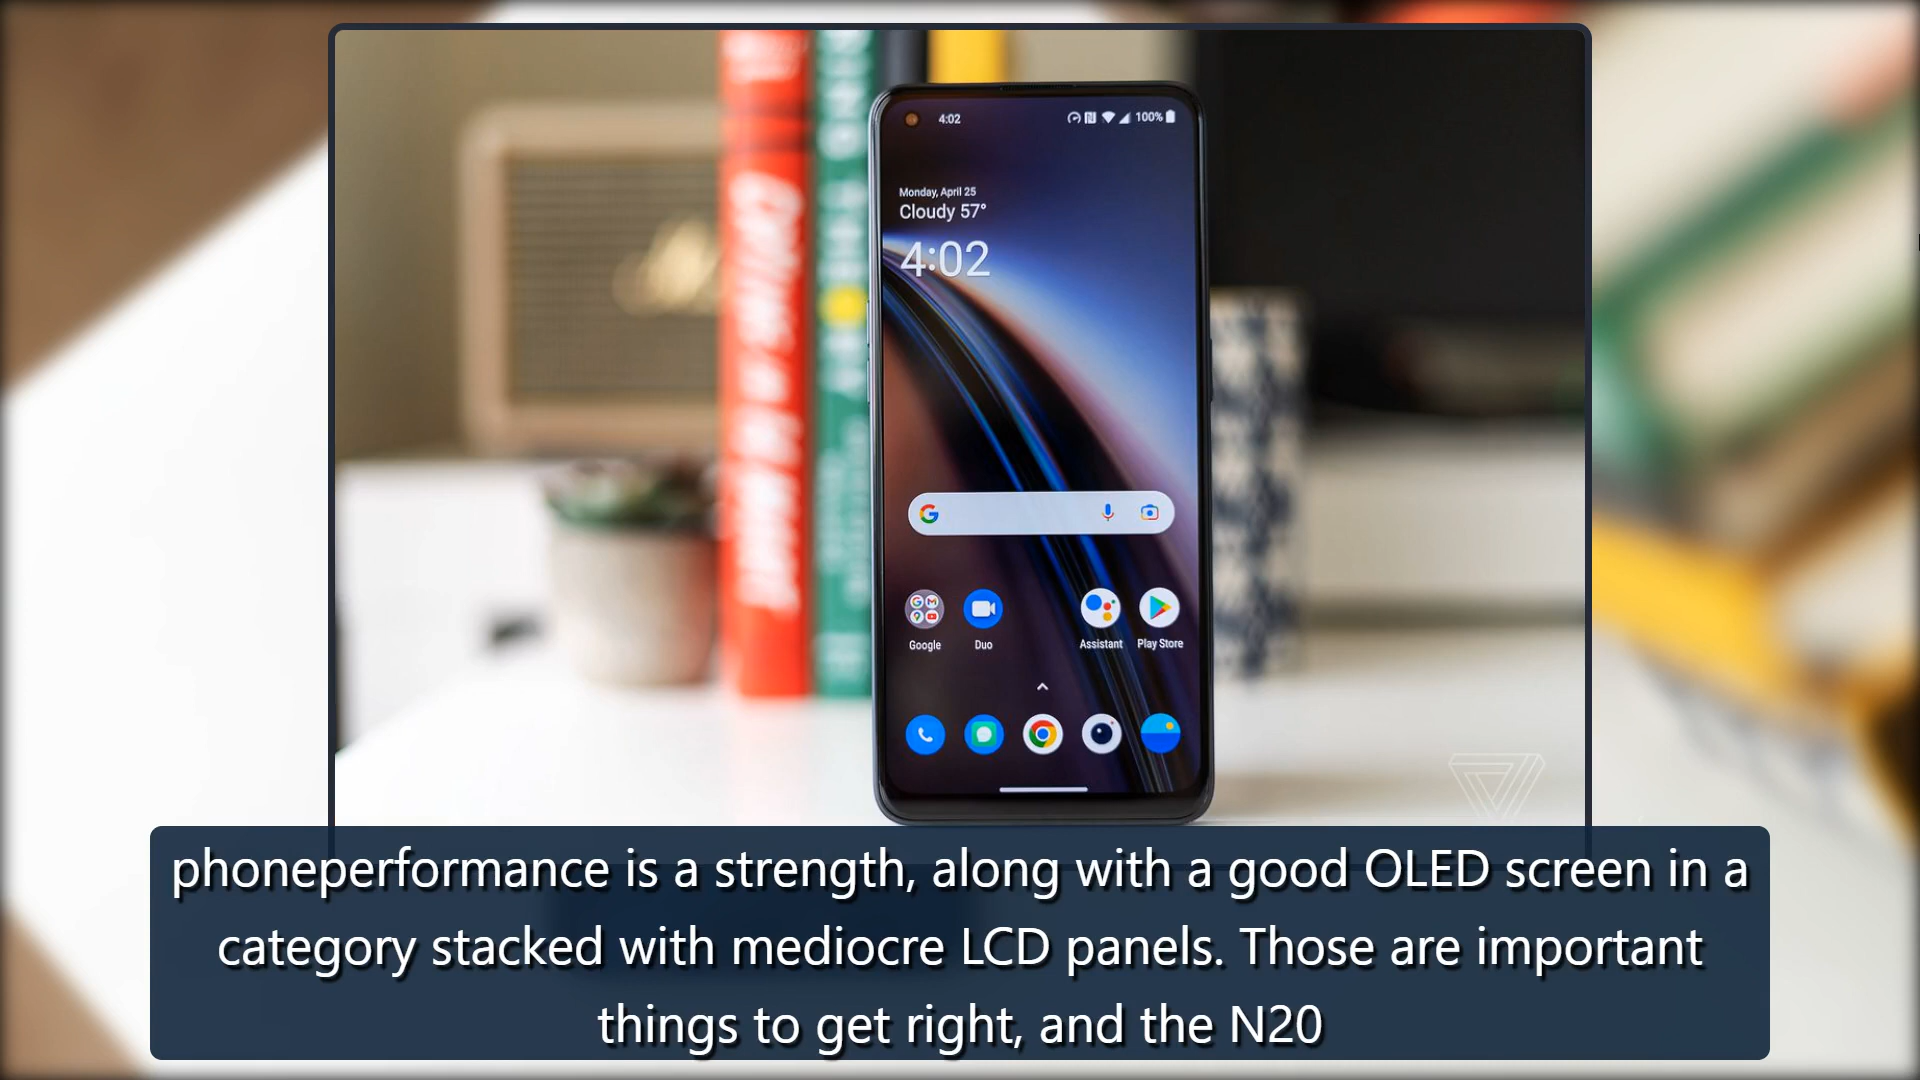 4:02
100%
Monday, April 25
Cloudy 57°
4:02
Google
Duo
Assistant
Play Store
phoneperformance is a strength, along with a good OLED screen in a
category stacked with mediocre LCD panels. Those are important
things to get right, and the N20